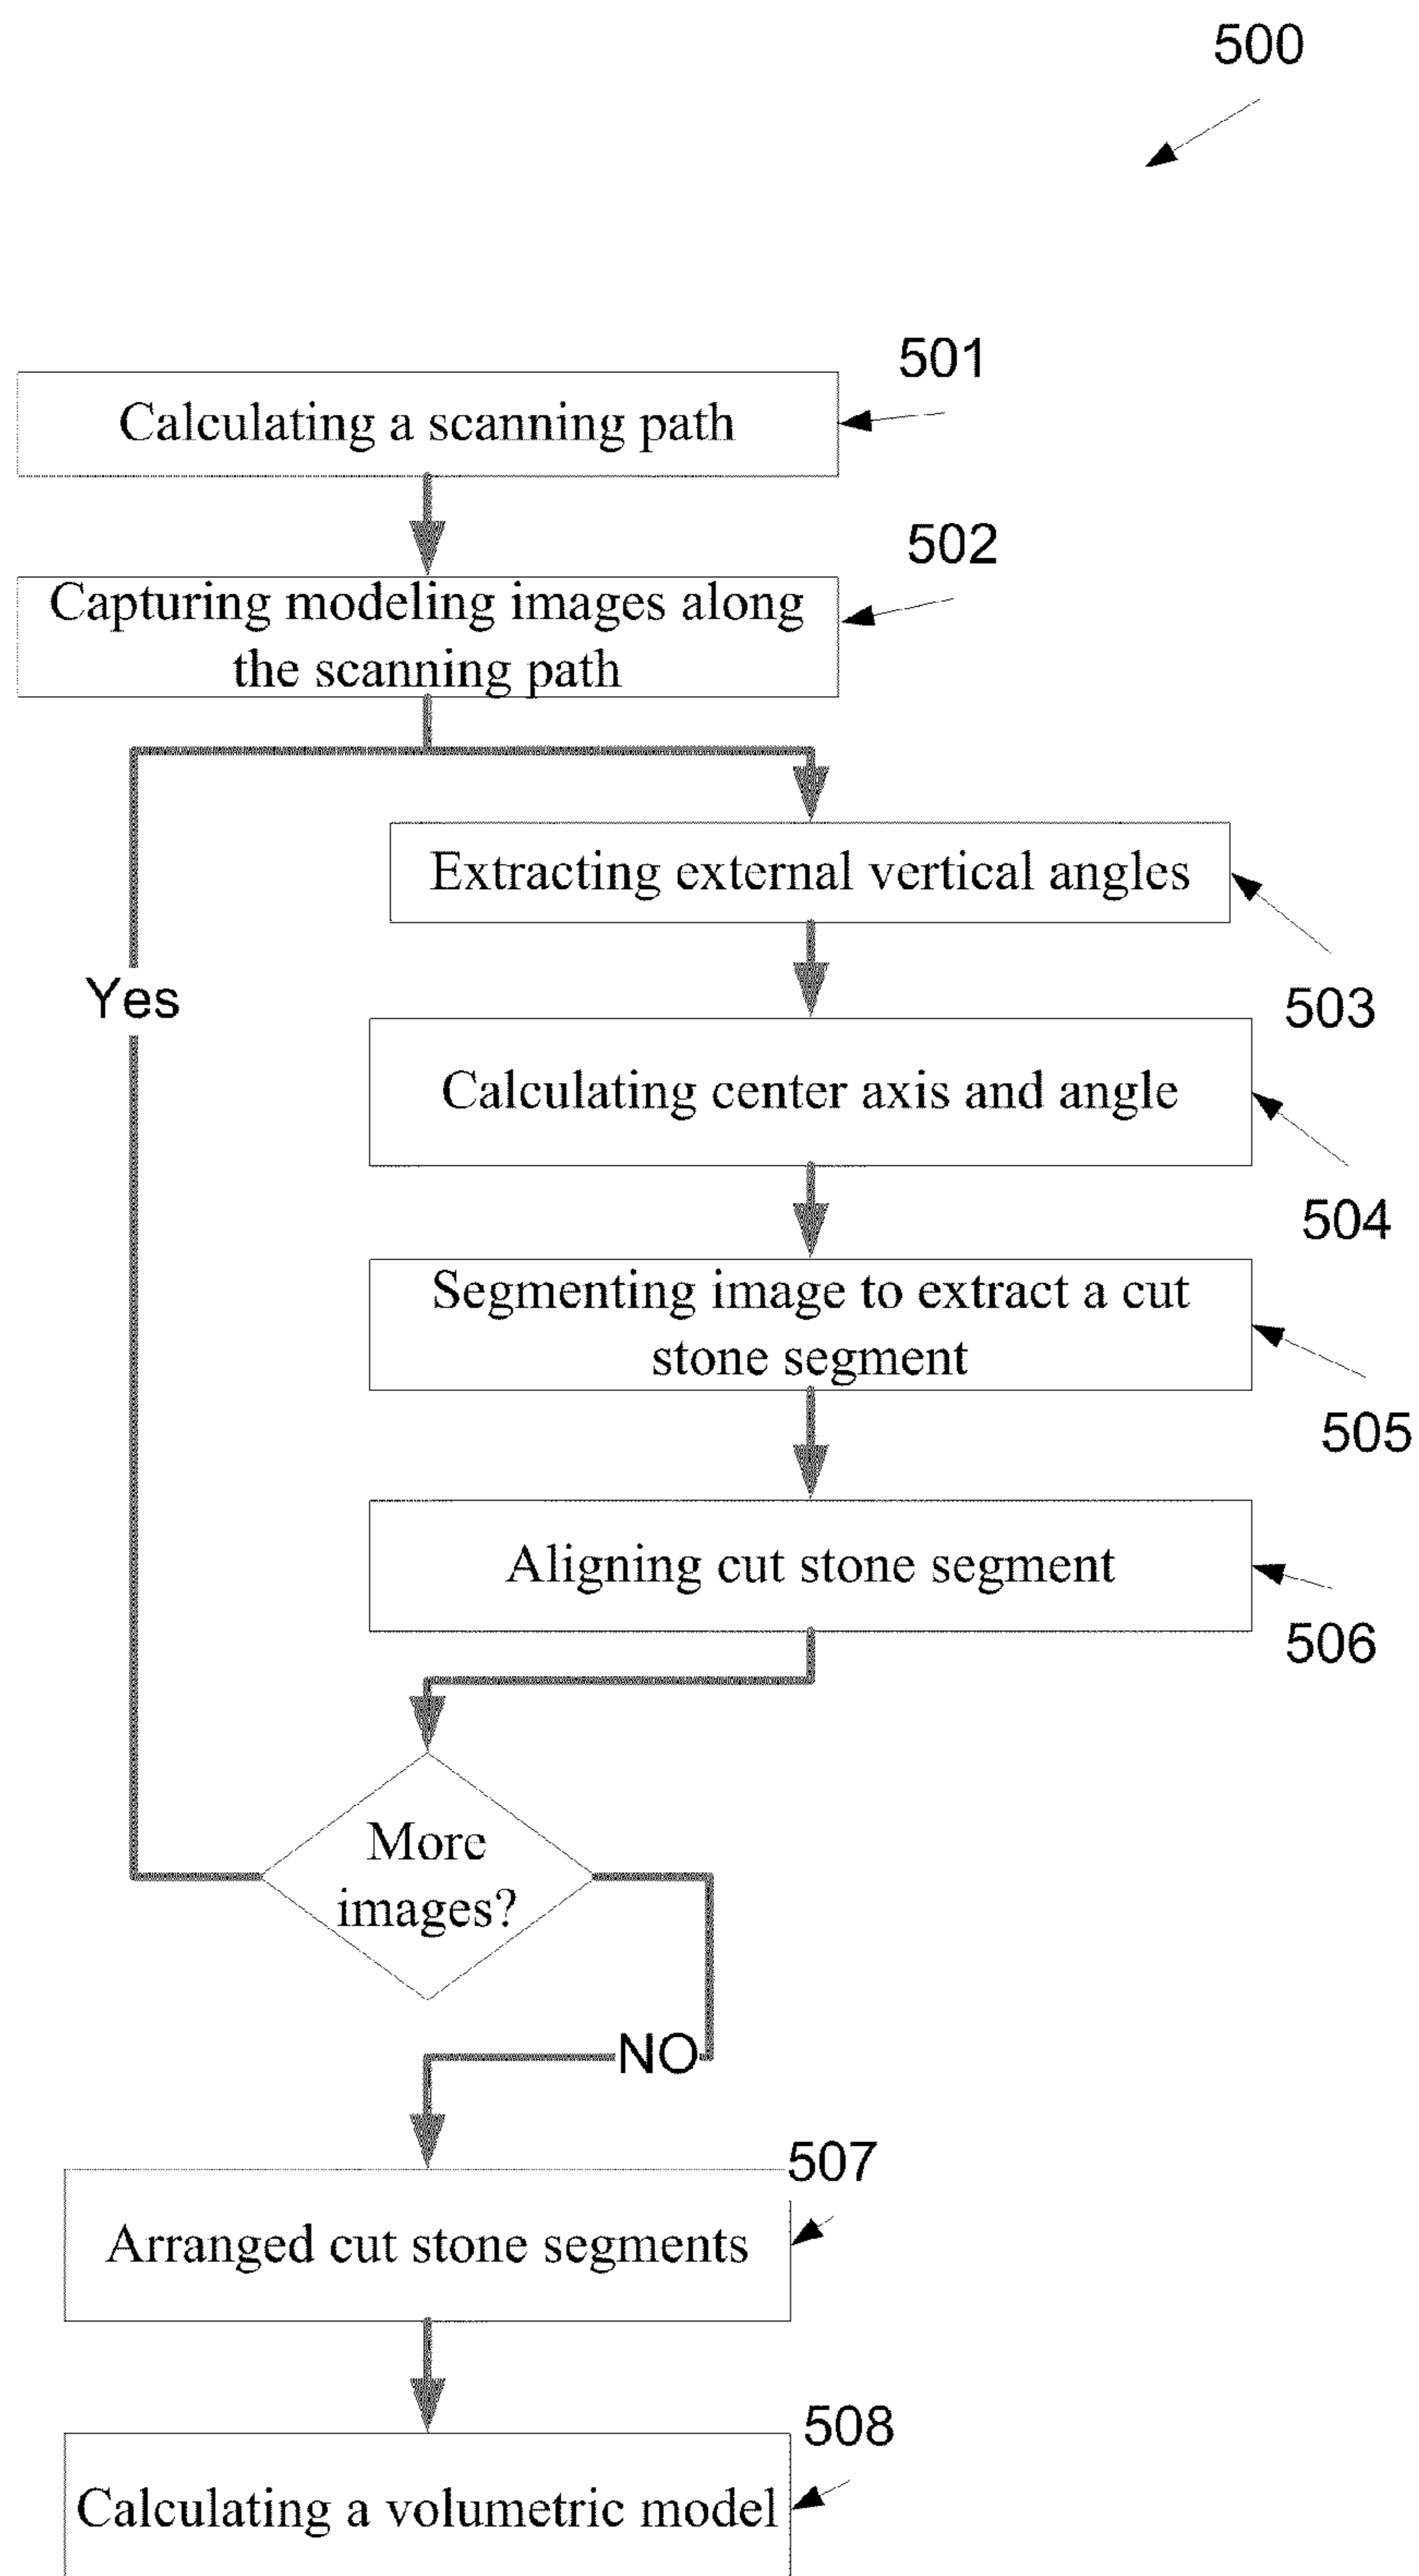 500
501
Calculating a scanning path
502
Capturing modeling images along
the scanning path
Extracting external vertical angles
Yes
503
Calculating center axis and angle
504
Segmenting image to extract a cut
stone segment
505
Aligning cut stone segment
506
More
images?
NO
507
Arranged cut stone segments
508
Calculating a volumetric model